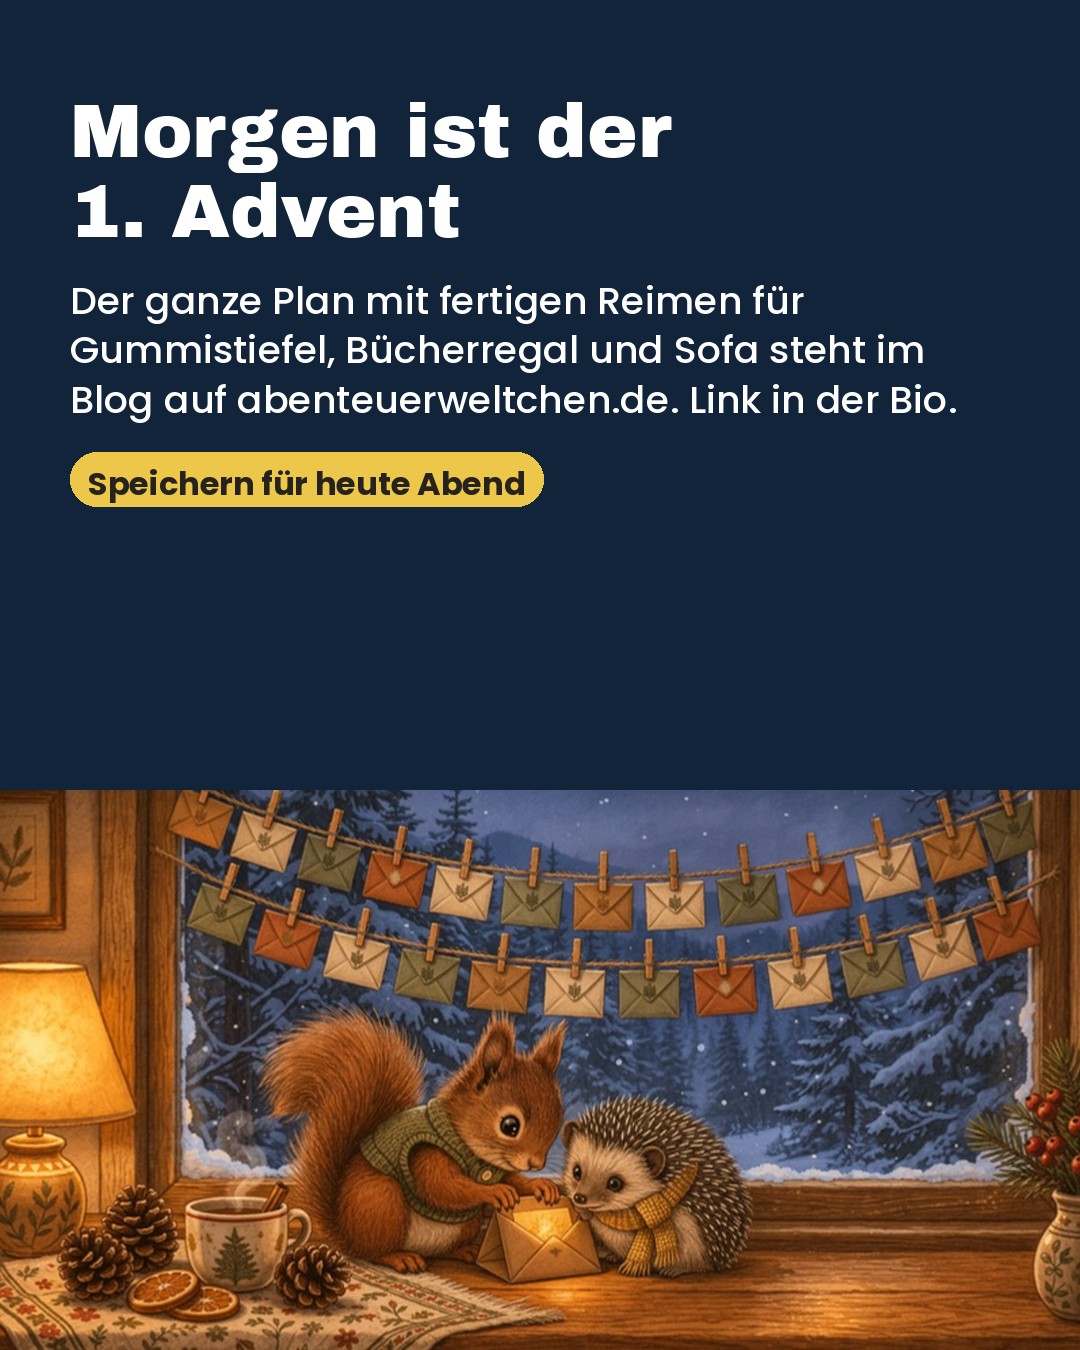 Morgen ist der
1. Advent
Der ganze Plan mit fertigen Reimen für
Gummistiefel, Bücherregal und Sofa steht im
Blog auf abenteuerweltchen.de. Link in der Bio.
Speichern für heute Abend